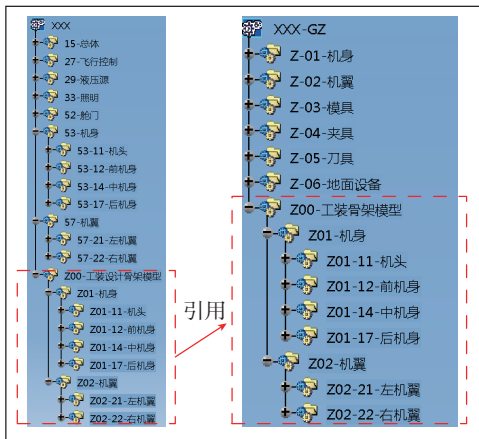 XXX
15-总体
27-飞行控制
29-液压源
33-照明
52-舱门
53-机身
53-11-机头
53-12-前机身
53-14-中机身
53-17-后机身
57-机翼
57-21-左机翼
57-22-右机翼
Z00-工装设计骨架模型
Z01-机身
Z01-11-机头
Z01-12-前机身
Z01-14-中机身
Z01-17-后机身
Z02-机翼
Z02-21-左机翼
Z02-22-右机翼
引用
XXX-GZ
Z-01-机身
Z-02-机翼
Z-03-模具
Z-04-夹具
Z-05-刀具
Z-06-地面设备
Z00-工装骨架模型
Z01-机身
Z01-11-机头
Z01-12-前机身
Z01-14-中机身
Z01-17-后机身
Z02-机翼
Z02-21-左机翼
Z02-22-右机翼